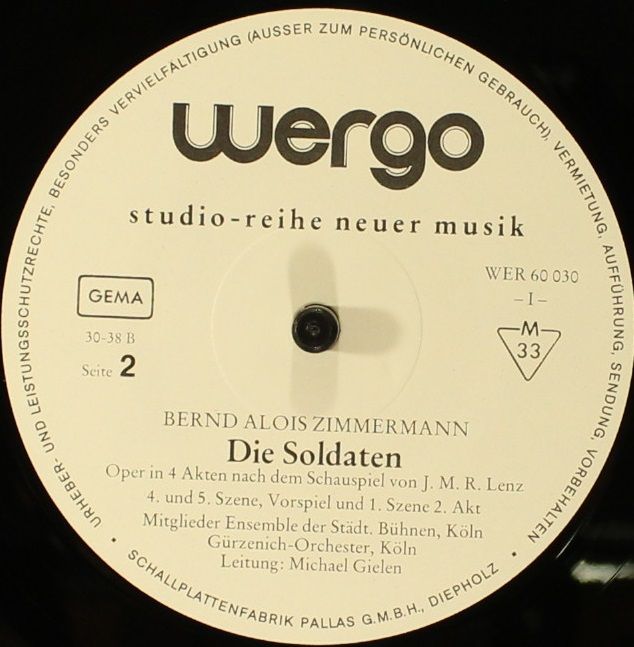 URHEBER- UND LEISTUNGSSCHUTZRECHTE, BESONDERS VERVIELFÄLTIGUNG (AUSSER ZUM PERSÖNLICHEN GEBRAUCH), VERMIETUNG, AUFFÜHRUNG, SENDUNG, VORBEHALTEN
wergo
studio-reihe neuer musik
WER 60 030
– I –
GEMA
M
33
30-38 B
Seite 2
BERND ALOIS ZIMMERMANN
Die Soldaten
Oper in 4 Akten nach dem Schauspiel von J. M. R. Lenz
4. und 5. Szene, Vorspiel und 1. Szene 2. Akt
Mitglieder Ensemble der Städt. Bühnen, Köln
Gürzenich-Orchester, Köln
Leitung: Michael Gielen
• SCHALLPLATTENFABRIK PALLAS G.M.B.H., DIEPHOLZ •